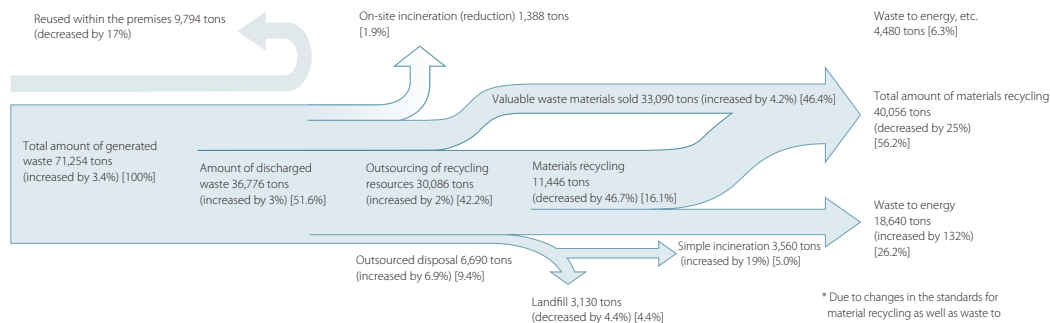 Reused within the premises 9,794 tons
(decreased by 17%)
On-site incineration (reduction) 1,388 tons
[1.9%]
Waste to energy, etc.
4,480 tons [6.3%]
Valuable waste materials sold 33,090 tons (increased by 4.2%) [46.4%]
Total amount of materials recycling
40,056 tons
(decreased by 25%)
[56.2%]
Total amount of generated
waste 71,254 tons
(increased by 3.4%) [100%]
Amount of discharged
waste 36,776 tons
(increased by 3%) [51.6%]
Outsourcing of recycling
resources 30,086 tons
(increased by 2%) [42.2%]
Materials recycling
11,446 tons
(decreased by 46.7%) [16.1%]
Waste to energy
18,640 tons
(increased by 132%)
[26.2%]
Outsourced disposal 6,690 tons
(increased by 6.9%) [9.4%]
Simple incineration 3,560 tons
(increased by 19%) [5.0%]
Landfill 3,130 tons
(decreased by 4.4%) [4.4%]
* Due to changes in the standards for
material recycling as well as waste to